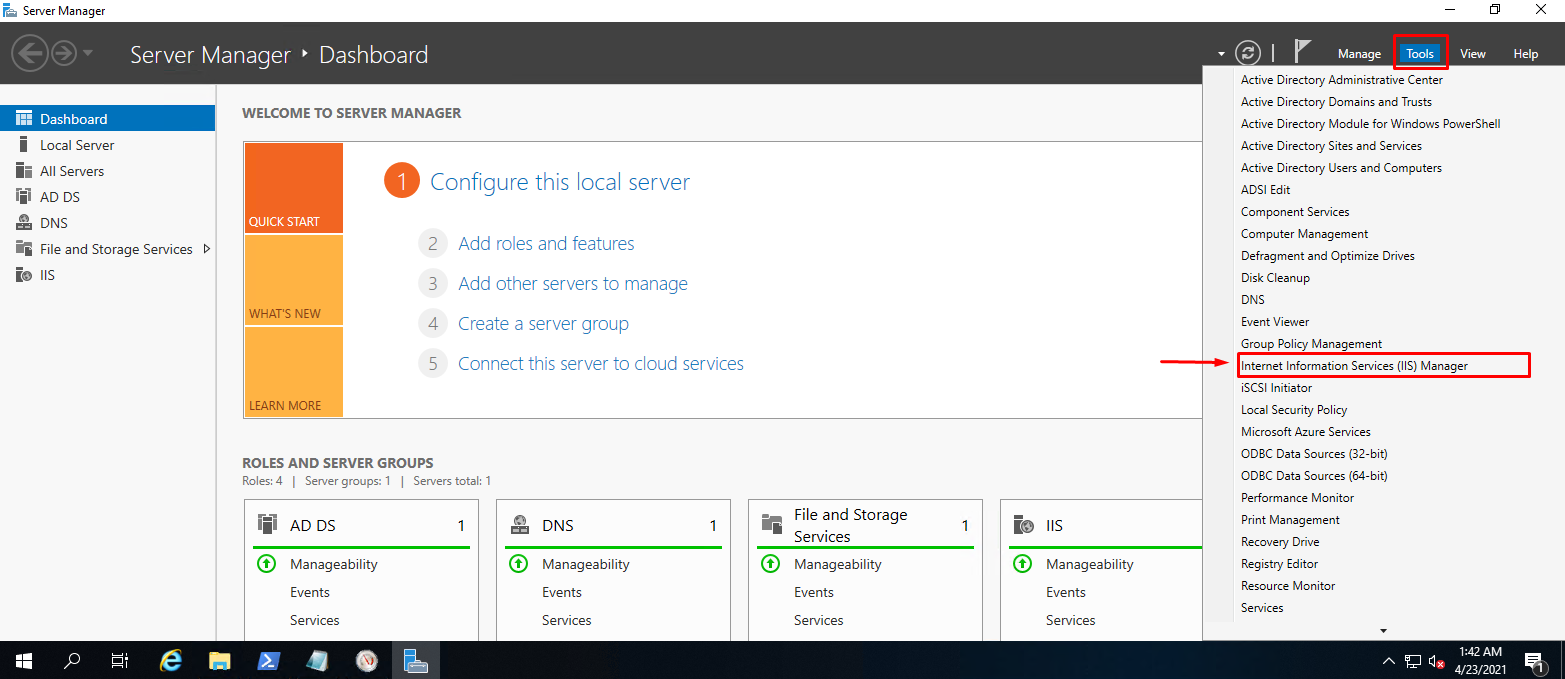 Server Manager
Server Manager ‣ Dashboard
Manage Tools View Help
Dashboard
Local Server
All Servers
AD DS
DNS
File and Storage Services
IIS
WELCOME TO SERVER MANAGER
QUICK START
WHAT'S NEW
LEARN MORE
1 Configure this local server
2 Add roles and features
3 Add other servers to manage
4 Create a server group
5 Connect this server to cloud services
ROLES AND SERVER GROUPS
Roles: 4 | Server groups: 1 | Servers total: 1
AD DS 1
Manageability
Events
Services
DNS 1
Manageability
Events
Services
File and Storage
Services 1
Manageability
Events
Services
IIS
Manageability
Events
Services
Active Directory Administrative Center
Active Directory Domains and Trusts
Active Directory Module for Windows PowerShell
Active Directory Sites and Services
Active Directory Users and Computers
ADSI Edit
Component Services
Computer Management
Defragment and Optimize Drives
Disk Cleanup
DNS
Event Viewer
Group Policy Management
Internet Information Services (IIS) Manager
iSCSI Initiator
Local Security Policy
Microsoft Azure Services
ODBC Data Sources (32-bit)
ODBC Data Sources (64-bit)
Performance Monitor
Print Management
Recovery Drive
Registry Editor
Resource Monitor
Services
1:42 AM
4/23/2021
1